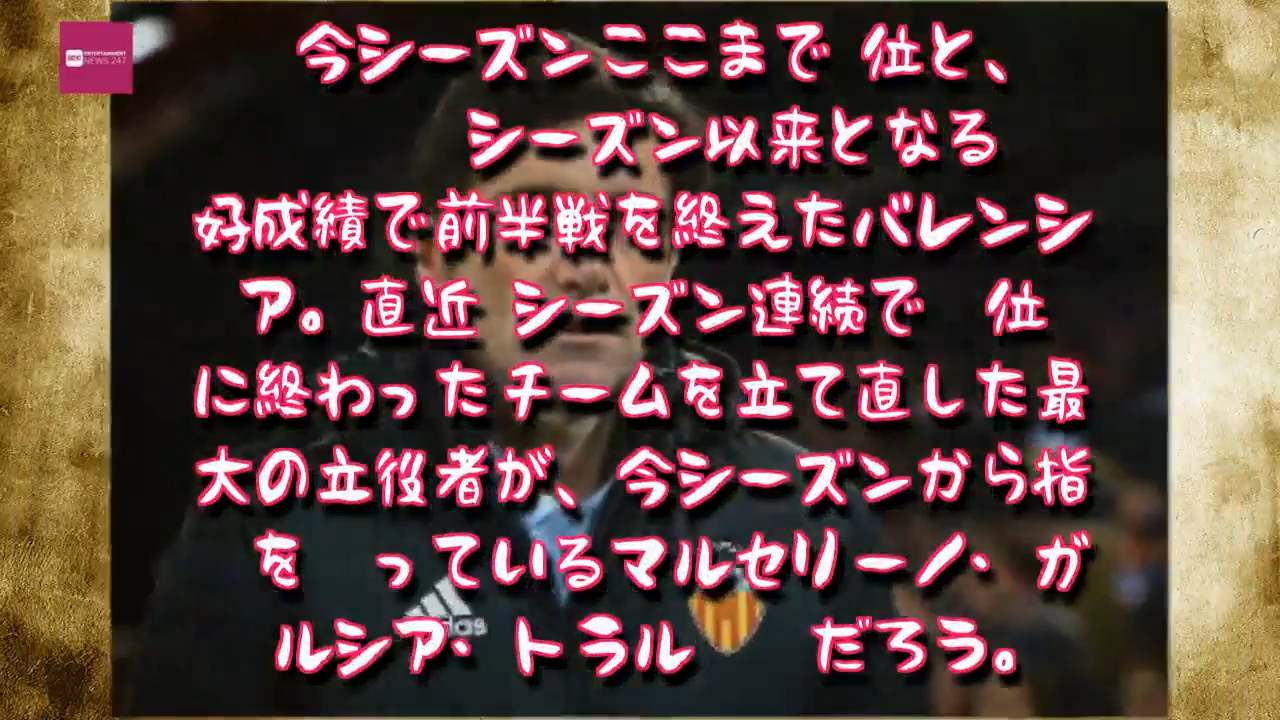 ENTERTAINMENT
NEWS 247
今シーズンここまで 位と、
シーズン以来となる
好成績で前半戦を終えたバレンシ
ア。直近 シーズン連続で 位
に終わったチームを立て直した最
大の立役者が、今シーズンから指
を っているマルセリーノ・ ガ
ルシア・ トラル だろう。
adidas